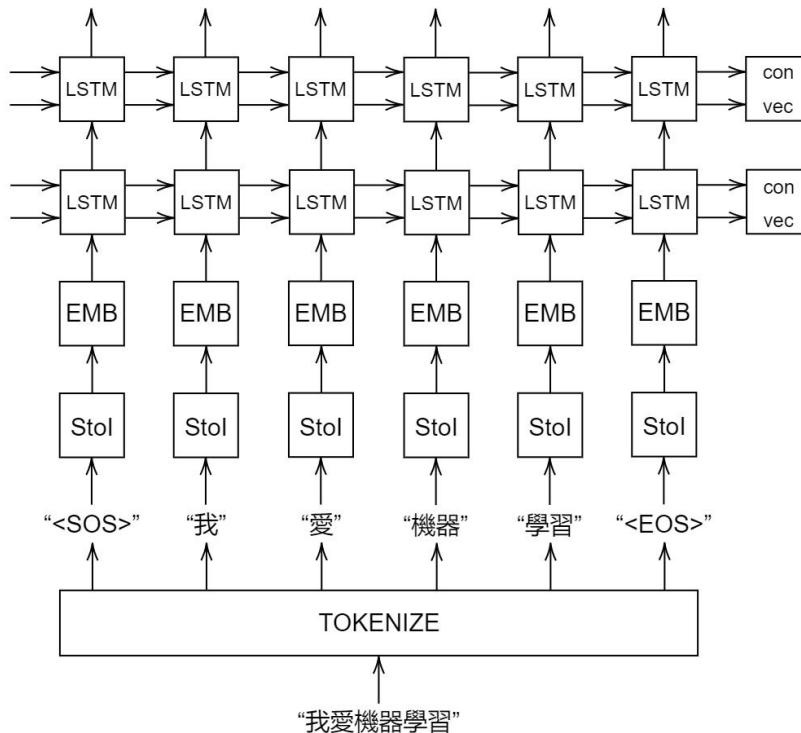 LSTM LSTM LSTM LSTM LSTM LSTM con
vec
LSTM LSTM LSTM LSTM LSTM LSTM con
vec
EMB EMB EMB EMB EMB EMB
StoI StoI StoI StoI StoI StoI
“<SOS>” “我” “愛” “機器” “學習” “<EOS>”
TOKENIZE
“我愛機器學習”